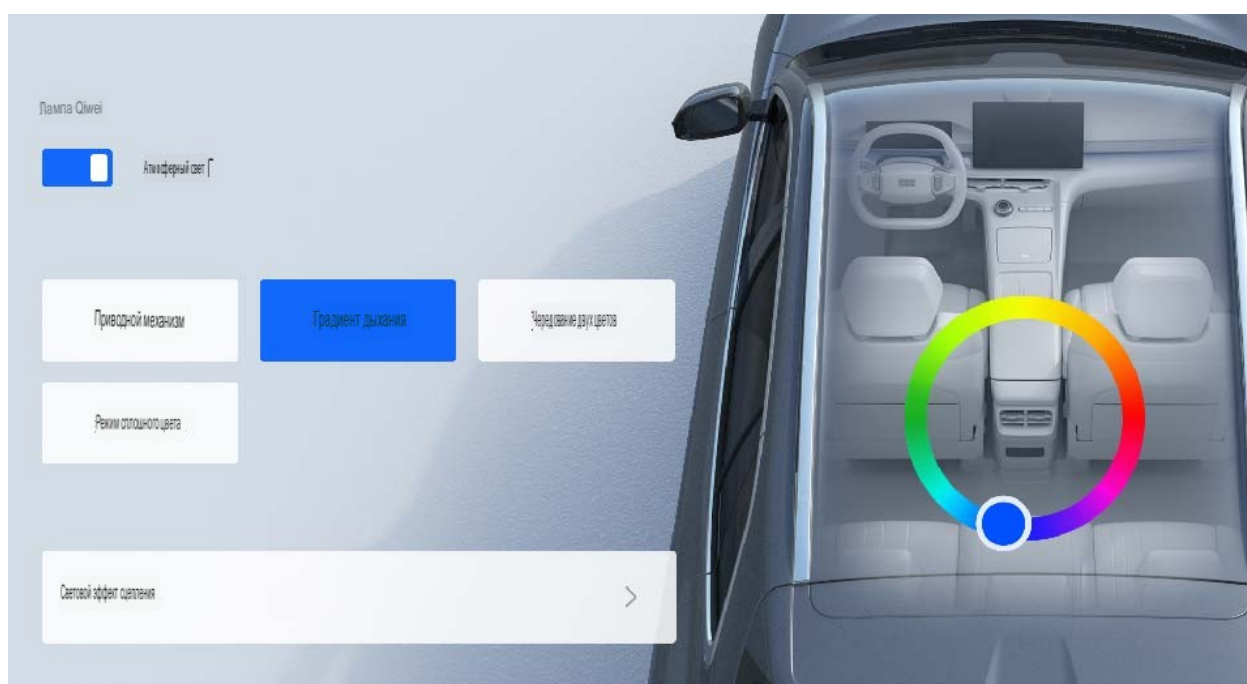 Лампа Qiwei
Атмосферный свет
Приводной механизм
Градиент дыхания
Чередование двух цветов
Режим сплошного цвета
Световой эффект сцепления